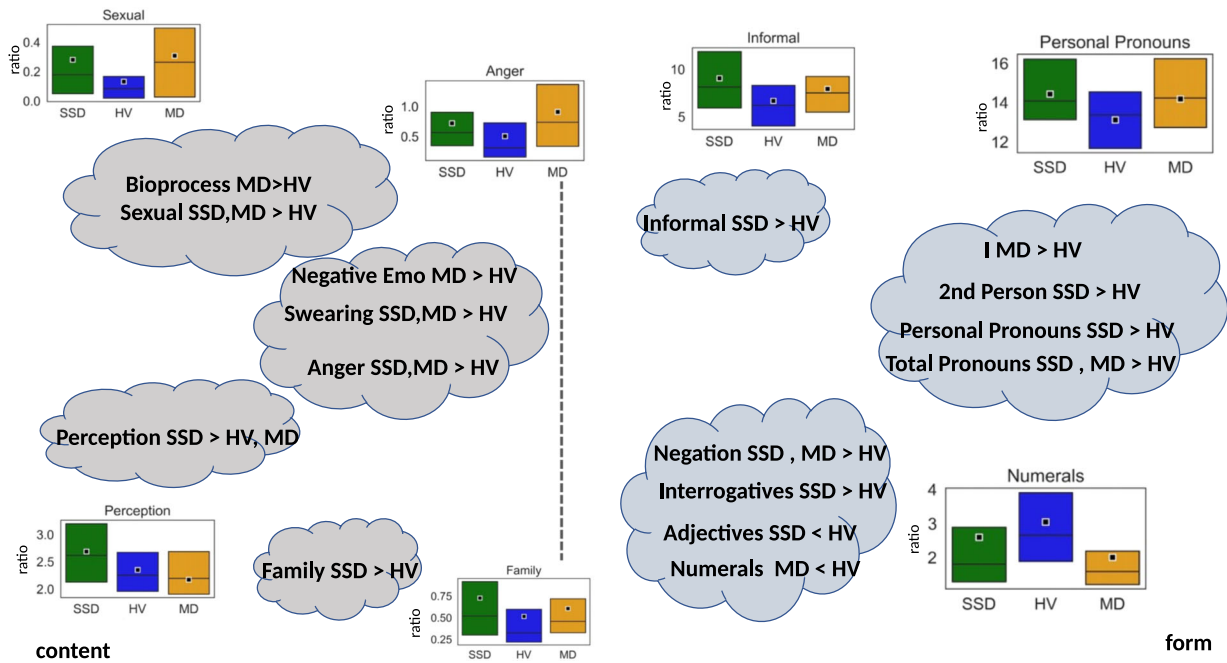 Sexual
ratio
0.4
0.2
0.0
SSD HV MD
Anger
ratio
1.0
0.5
SSD HV MD
Bioprocess MD>HV
Sexual SSD,MD > HV
Negative Emo MD > HV
Swearing SSD,MD > HV
Anger SSD,MD > HV
Perception SSD > HV, MD
Perception
ratio
3.0
2.5
2.0
SSD HV MD
Family SSD > HV
Family
ratio
0.75
0.50
0.25
SSD HV MD
content
Informal
ratio
10
5
SSD HV MD
Personal Pronouns
ratio
16
14
12
SSD HV MD
Informal SSD > HV
I MD > HV
2nd Person SSD > HV
Personal Pronouns SSD > HV
Total Pronouns SSD , MD > HV
Negation SSD , MD > HV
Interrogatives SSD > HV
Adjectives SSD < HV
Numerals MD < HV
Numerals
ratio
4
3
2
SSD HV MD
form